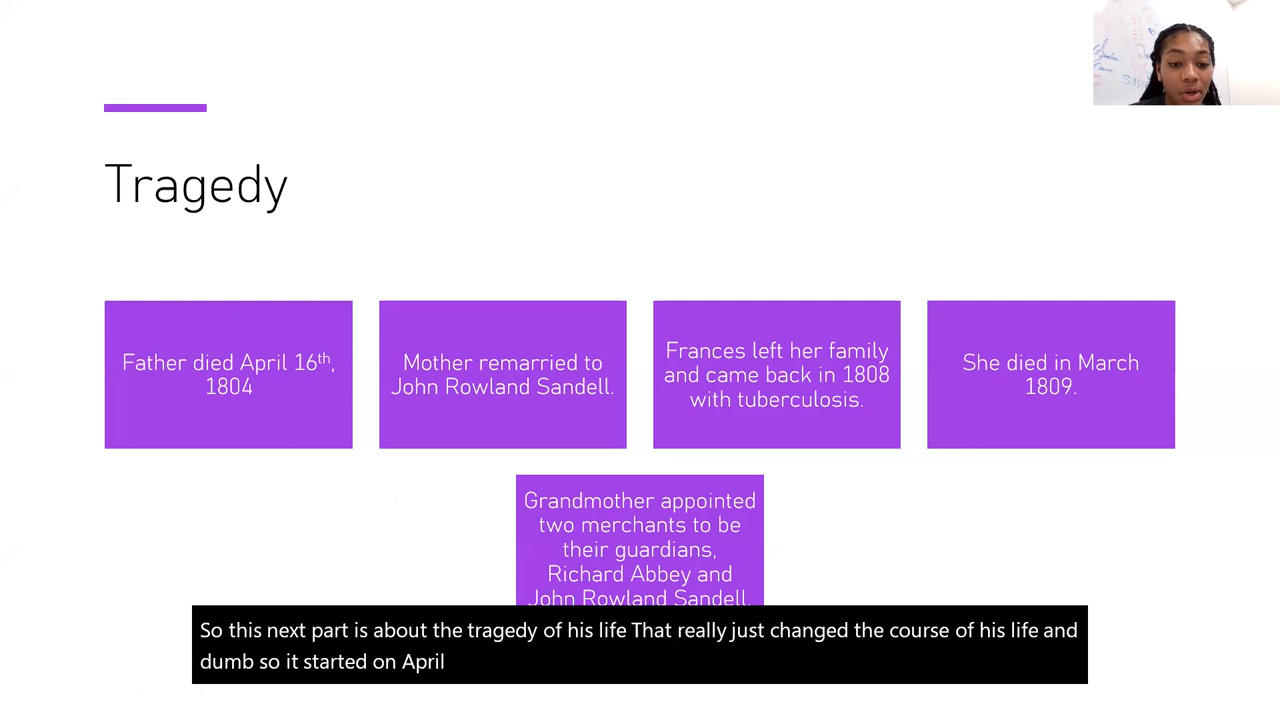 Tragedy
Father died April 16th,
1804
Mother remarried to
John Rowland Sandell.
Frances left her family
and came back in 1808
with tuberculosis.
She died in March
1809.
Grandmother appointed
two merchants to be
their guardians,
Richard Abbey and
John Rowland Sandell.
So this next part is about the tragedy of his life That really just changed the course of his life and
dumb so it started on April